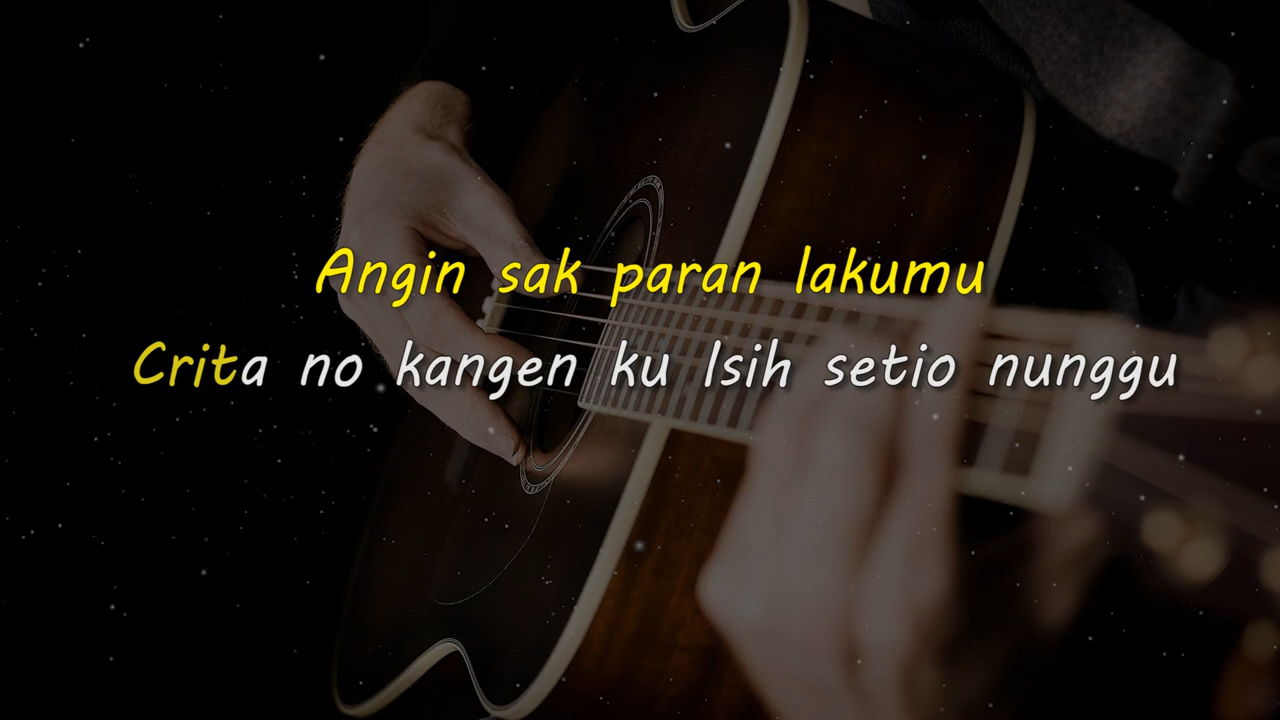 Angin sak paran lakumu
Crita no kangen ku Isih setio nunggu